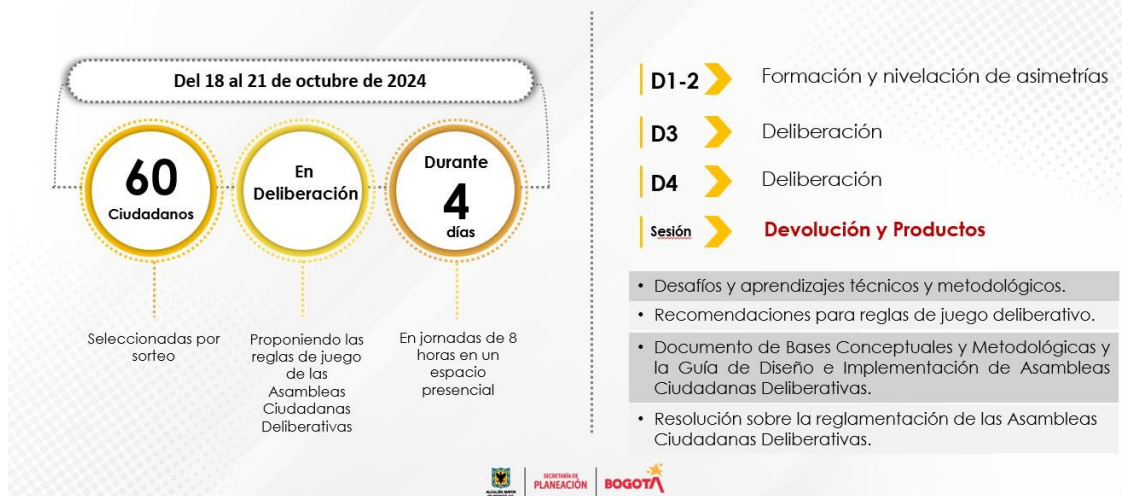 Del 18 al 21 de octubre de 2024
60
Ciudadanos
En
Deliberación
Durante
4
días
Seleccionadas por
sorteo
Proponiendo las
reglas de juego
de las
Asambleas
Ciudadanas
Deliberativas
En jornadas de 8
horas en un
espacio
presencial
D1-2
Formación y nivelación de asimetrías
D3
Deliberación
D4
Deliberación
Sesión
Devolución y Productos
• Desafíos y aprendizajes técnicos y metodológicos.
• Recomendaciones para reglas de juego deliberativo.
• Documento de Bases Conceptuales y Metodológicas y
la Guía de Diseño e Implementación de Asambleas
Ciudadanas Deliberativas.
• Resolución sobre la reglamentación de las Asambleas
Ciudadanas Deliberativas.
ALCALDÍA MAYOR
SECRETARÍA DE
PLANEACIÓN
BOGOTÁ